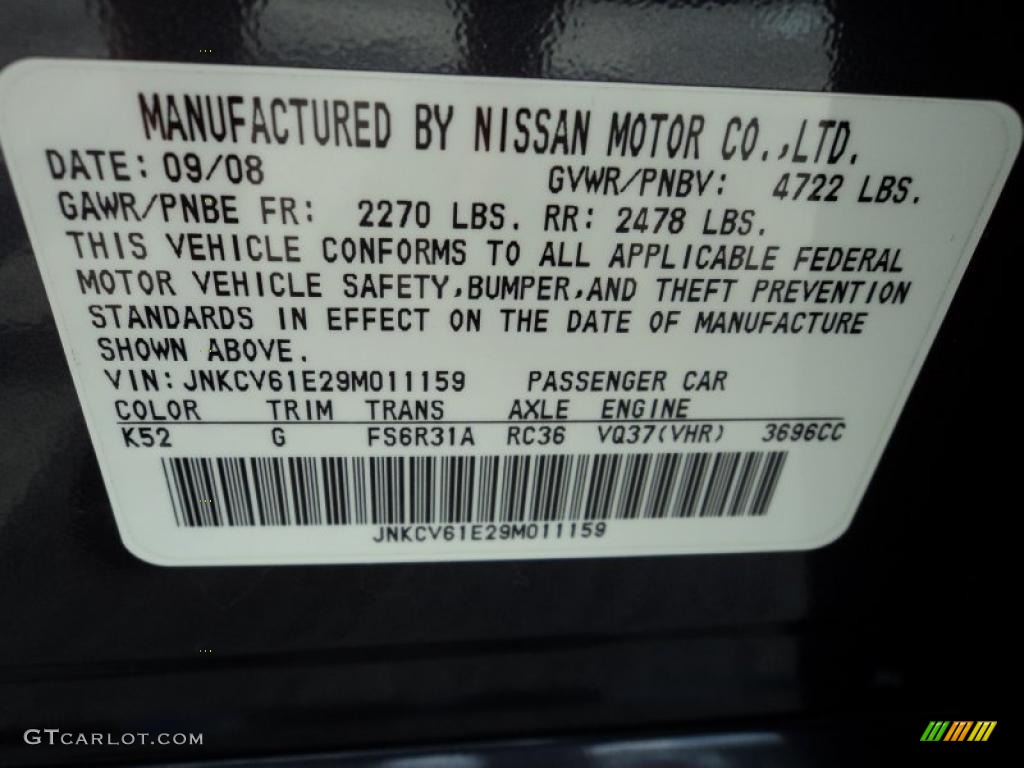 MANUFACTURED BY NISSAN MOTOR CO.,LTD.
DATE: 09/08 GVWR/PNBV: 4722 LBS.
GAWR/PNBE FR: 2270 LBS. RR: 2478 LBS.
THIS VEHICLE CONFORMS TO ALL APPLICABLE FEDERAL
MOTOR VEHICLE SAFETY,BUMPER,AND THEFT PREVENTION
STANDARDS IN EFFECT ON THE DATE OF MANUFACTURE
SHOWN ABOVE.
VIN: JNKCV61E29M011159 PASSENGER CAR
COLOR TRIM TRANS AXLE ENGINE
K52 G FS6R31A RC36 VQ37(VHR) 3696CC
JNKCV61E29M011159
GTCARLOT.COM